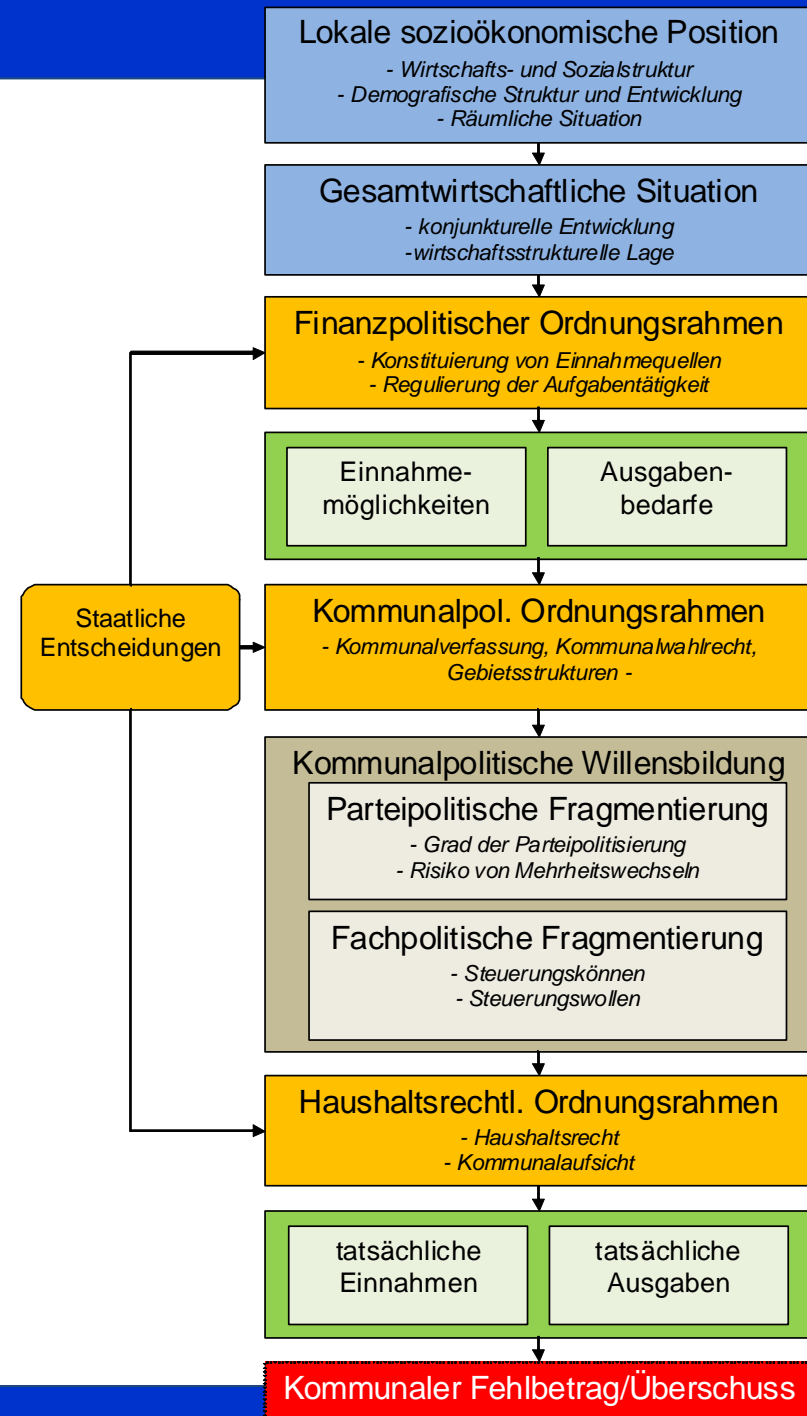 Lokale sozioökonomische Position
- Wirtschafts- und Sozialstruktur
- Demografische Struktur und Entwicklung
- Räumliche Situation
Gesamtwirtschaftliche Situation
- konjunkturelle Entwicklung
-wirtschaftsstrukturelle Lage
Finanzpolitischer Ordnungsrahmen
- Konstituierung von Einnahmequellen
- Regulierung der Aufgabentätigkeit
Einnahme-
möglichkeiten
Ausgaben-
bedarfe
Staatliche
Entscheidungen
Kommunalpol. Ordnungsrahmen
- Kommunalverfassung, Kommunalwahlrecht,
Gebietsstrukturen -
Kommunalpolitische Willensbildung
Parteipolitische Fragmentierung
- Grad der Parteipolitisierung
- Risiko von Mehrheitswechseln
Fachpolitische Fragmentierung
- Steuerungskönnen
- Steuerungswollen
Haushaltsrechtl. Ordnungsrahmen
- Haushaltsrecht
- Kommunalaufsicht
tatsächliche
Einnahmen
tatsächliche
Ausgaben
Kommunaler Fehlbetrag/Überschuss